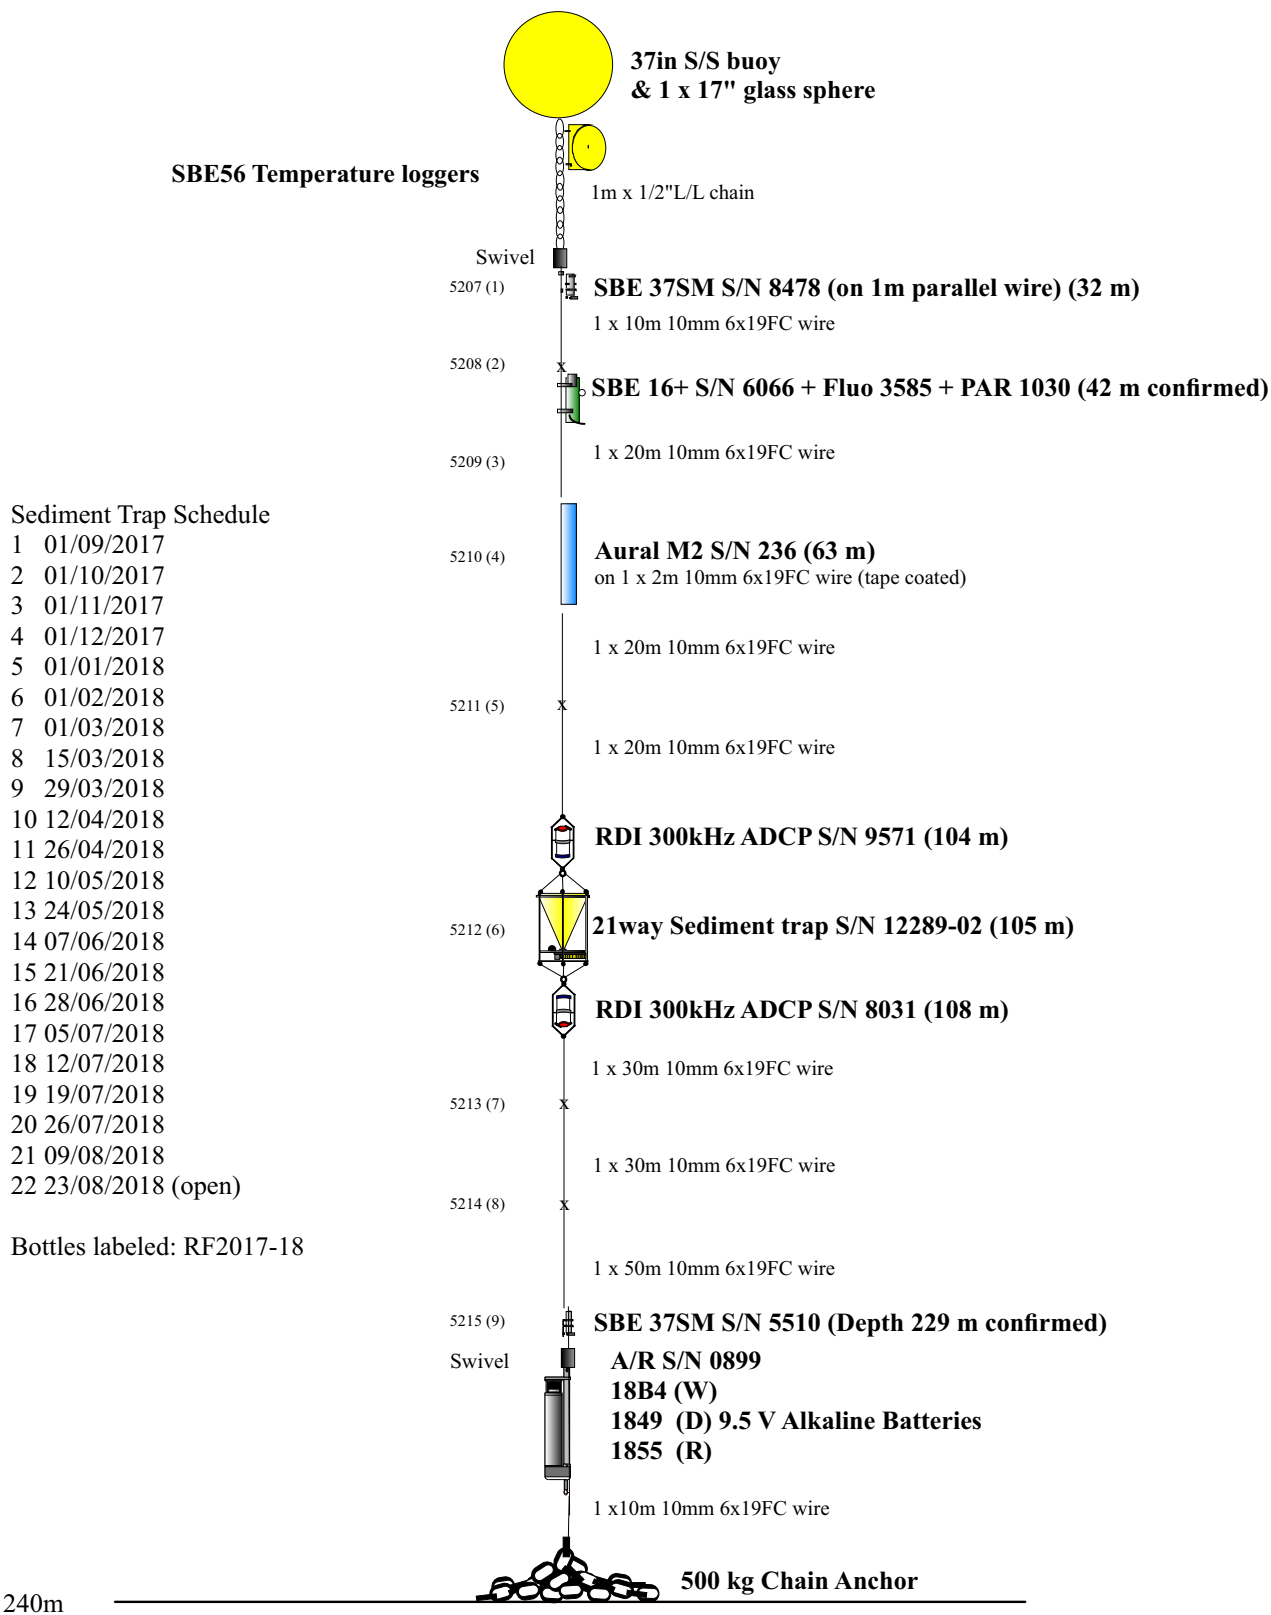 37in S/S buoy
& 1 x 17" glass sphere
SBE56 Temperature loggers
1m x 1/2"L/L chain
Swivel
5207 (1)
SBE 37SM S/N 8478 (on 1m parallel wire) (32 m)
1 x 10m 10mm 6x19FC wire
5208 (2)
x
SBE 16+ S/N 6066 + Fluo 3585 + PAR 1030 (42 m confirmed)
1 x 20m 10mm 6x19FC wire
5209 (3)
Sediment Trap Schedule
1 01/09/2017
2 01/10/2017
3 01/11/2017
4 01/12/2017
5 01/01/2018
6 01/02/2018
7 01/03/2018
8 15/03/2018
9 29/03/2018
10 12/04/2018
11 26/04/2018
12 10/05/2018
13 24/05/2018
14 07/06/2018
15 21/06/2018
16 28/06/2018
17 05/07/2018
18 12/07/2018
19 19/07/2018
20 26/07/2018
21 09/08/2018
22 23/08/2018 (open)
Bottles labeled: RF2017-18
5210 (4)
Aural M2 S/N 236 (63 m)
on 1 x 2m 10mm 6x19FC wire (tape coated)
1 x 20m 10mm 6x19FC wire
5211 (5)
x
1 x 20m 10mm 6x19FC wire
RDI 300kHz ADCP S/N 9571 (104 m)
5212 (6)
21way Sediment trap S/N 12289-02 (105 m)
RDI 300kHz ADCP S/N 8031 (108 m)
1 x 30m 10mm 6x19FC wire
5213 (7)
x
1 x 30m 10mm 6x19FC wire
5214 (8)
x
1 x 50m 10mm 6x19FC wire
5215 (9)
SBE 37SM S/N 5510 (Depth 229 m confirmed)
Swivel
A/R S/N 0899
18B4 (W)
1849 (D) 9.5 V Alkaline Batteries
1855 (R)
1 x10m 10mm 6x19FC wire
500 kg Chain Anchor
240m